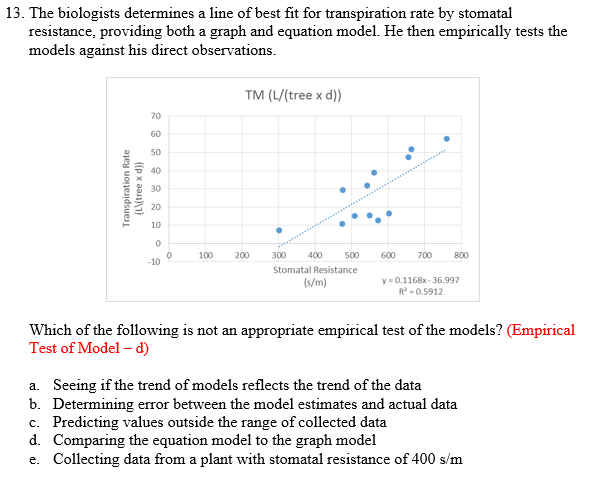 13. The biologists determines a line of best fit for transpiration rate by stomatal
resistance, providing both a graph and equation model. He then empirically tests the
models against his direct observations.
TM (L/(tree x d))
70
60
50
40
30
20
10
0
-10
Transpiration Rate
(L\(tree x d))
0 100 200 300 400 500 600 700 800
Stomatal Resistance
(s/m)
y = 0.1168x - 36.997
R² = 0.5912
Which of the following is not an appropriate empirical test of the models? (Empirical
Test of Model – d)
a. Seeing if the trend of models reflects the trend of the data
b. Determining error between the model estimates and actual data
c. Predicting values outside the range of collected data
d. Comparing the equation model to the graph model
e. Collecting data from a plant with stomatal resistance of 400 s/m